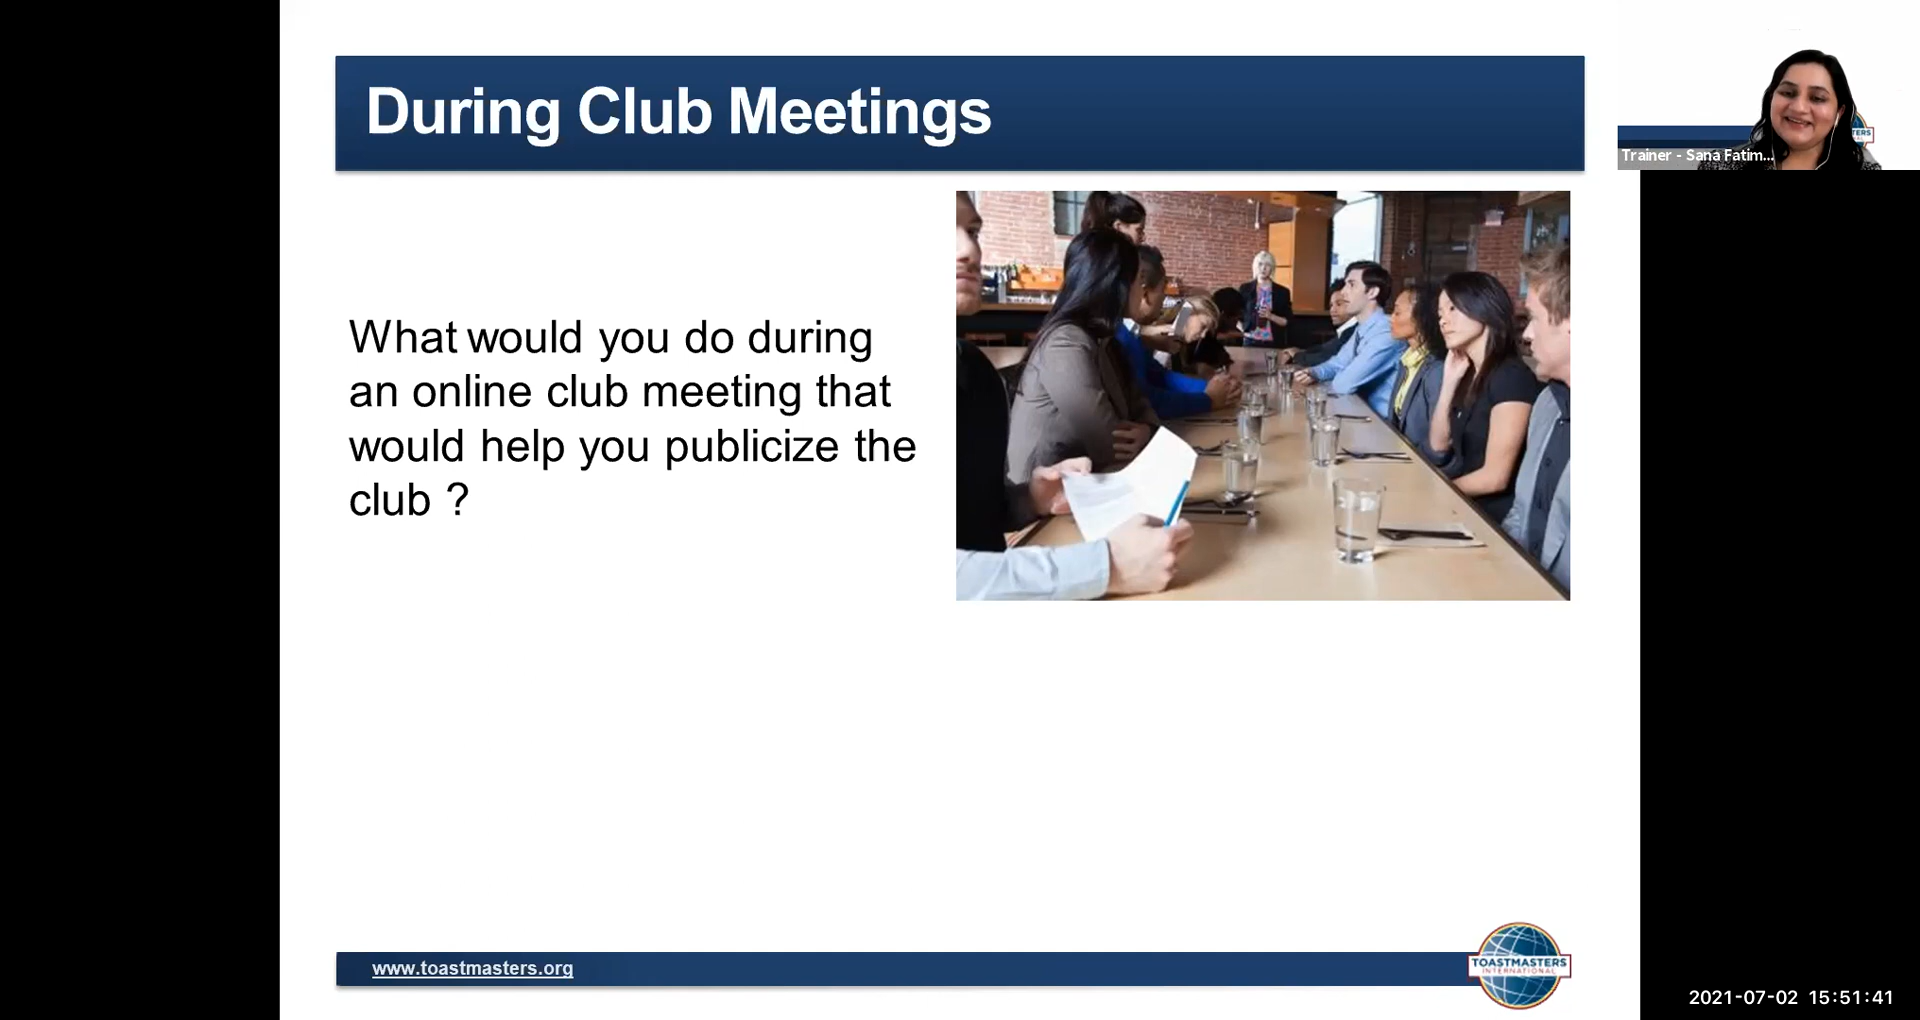 During Club Meetings
Trainer - Sana Fatim...
What would you do during
an online club meeting that
would help you publicize the
club ?
www.toastmasters.org
TOASTMASTERS
INTERNATIONAL
2021-07-02 15:51:41